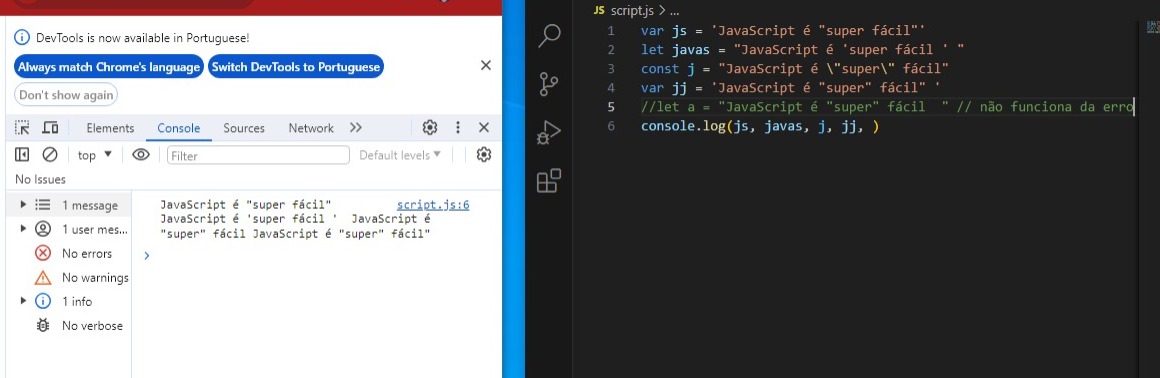 DevTools is now available in Portuguese!
Always match Chrome's language
Switch DevTools to Portuguese
Don't show again
Elements
Console
Sources
Network
top
Filter
Default levels
No Issues
1 message
1 user mes...
No errors
No warnings
1 info
No verbose
JavaScript é "super fácil" script.js:6
JavaScript é 'super fácil '  JavaScript é
"super" fácil JavaScript é "super" fácil"
JS script.js > ...
1 var js = 'JavaScript é "super fácil"'
2 let javas = "JavaScript é 'super fácil ' "
3 const j = "JavaScript é \"super\" fácil"
4 var jj = 'JavaScript é "super" fácil" '
5 //let a = "JavaScript é "super" fácil  " // não funciona da erro
6 console.log(js, javas, j, jj, )